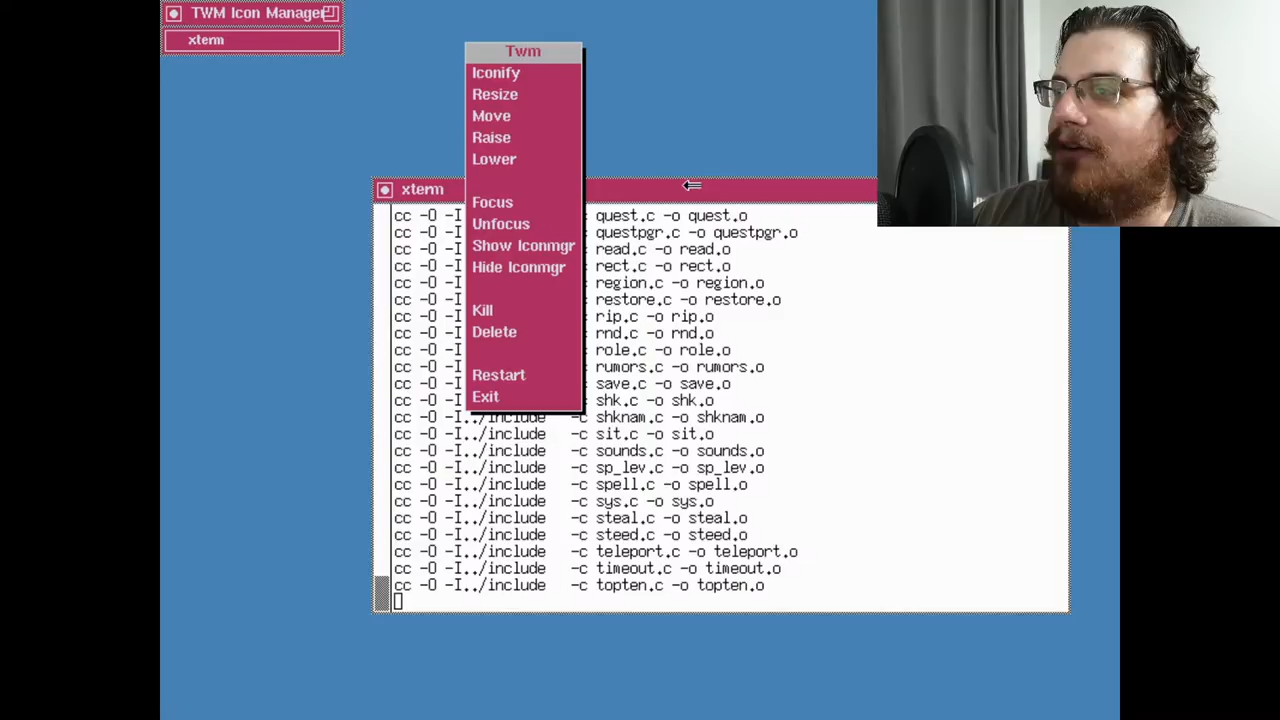 TWM Icon Manager
xterm
Twm
Iconify
Resize
Move
Raise
Lower
Focus
Unfocus
Show Iconmgr
Hide Iconmgr
Kill
Delete
Restart
Exit
xterm
cc -O -I quest.c -o quest.o
cc -O -I questpgr.c -o questpgr.o
cc -O -I read.c -o read.o
cc -O -I rect.c -o rect.o
cc -O -I region.c -o region.o
cc -O -I restore.c -o restore.o
cc -O -I rip.c -o rip.o
cc -O -I rnd.c -o rnd.o
cc -O -I role.c -o role.o
cc -O -I rumors.c -o rumors.o
cc -O -I save.c -o save.o
cc -O -I shk.c -o shk.o
cc -O -I../include -c shknam.c -o shknam.o
cc -O -I../include -c sit.c -o sit.o
cc -O -I../include -c sounds.c -o sounds.o
cc -O -I../include -c sp_lev.c -o sp_lev.o
cc -O -I../include -c spell.c -o spell.o
cc -O -I../include -c sys.c -o sys.o
cc -O -I../include -c steal.c -o steal.o
cc -O -I../include -c steed.c -o steed.o
cc -O -I../include -c teleport.c -o teleport.o
cc -O -I../include -c timeout.c -o timeout.o
cc -O -I../include -c topten.c -o topten.o